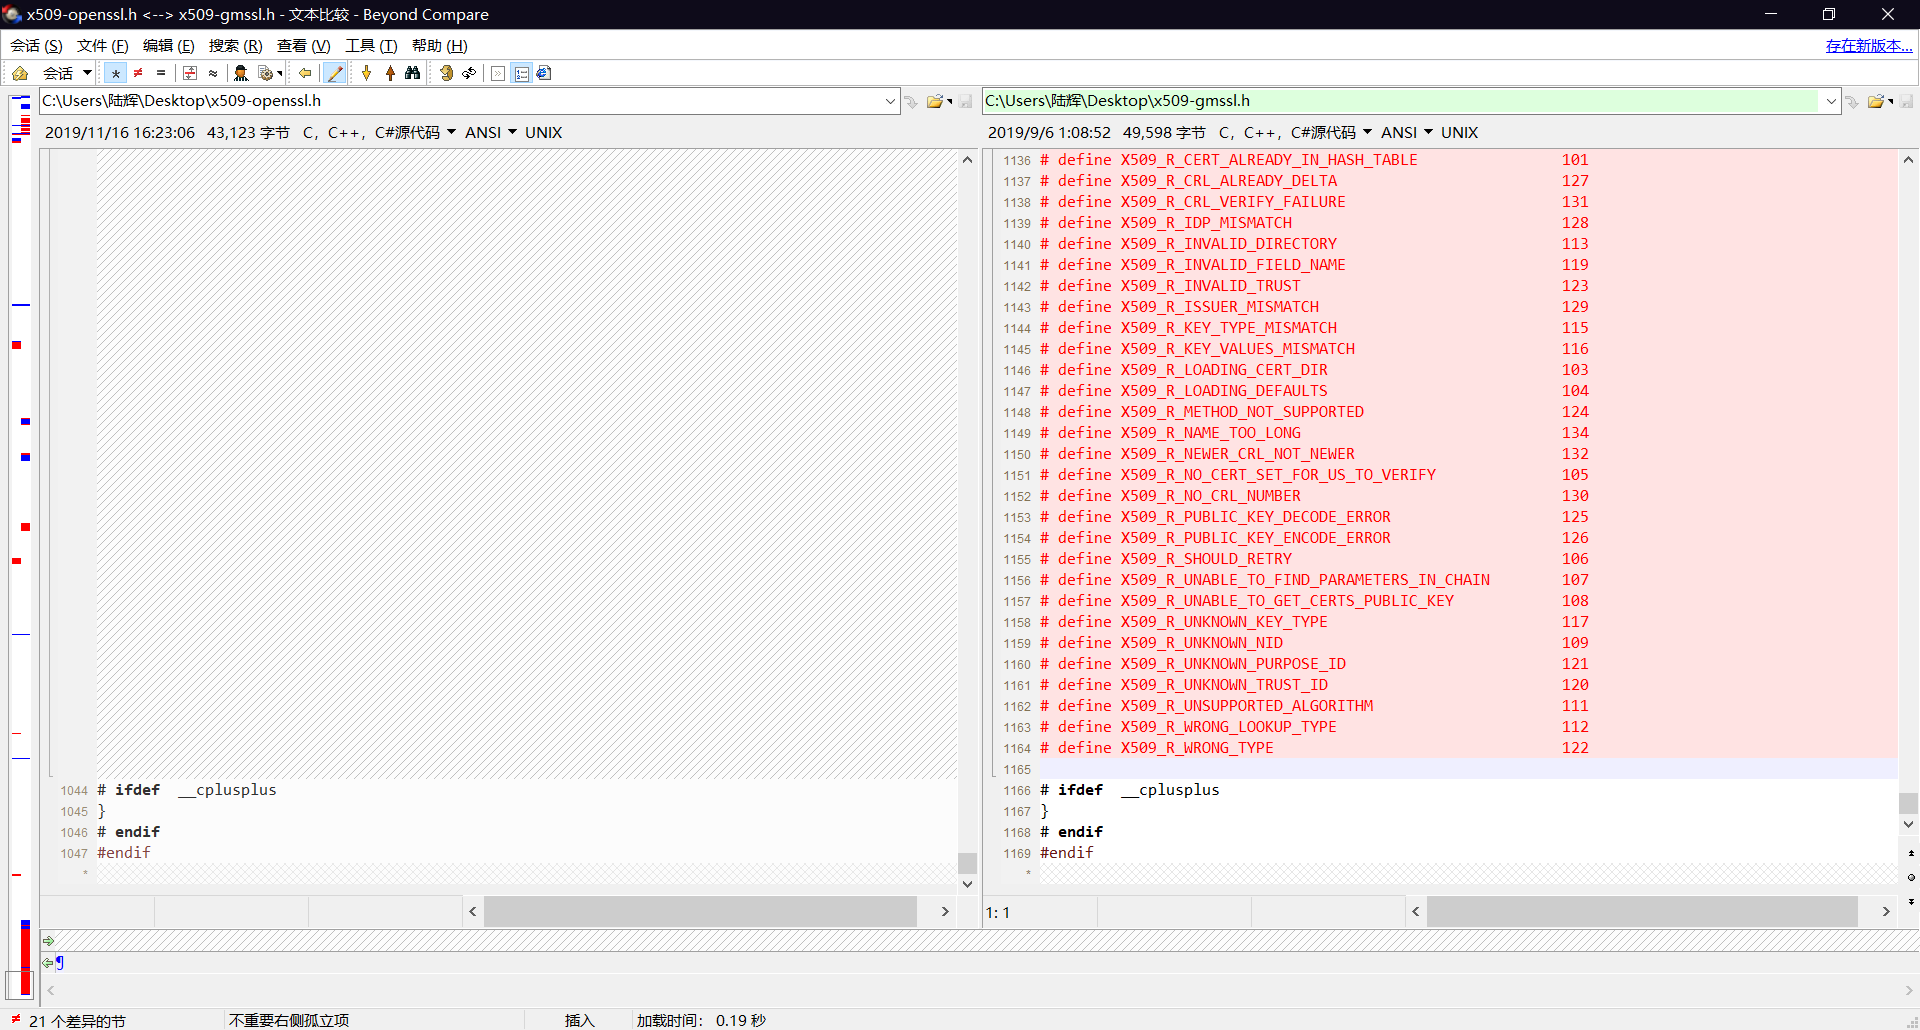 x509-openssl.h <--> x509-gmssl.h - 文本比较 - Beyond Compare
会话 (S) 文件 (F) 编辑 (E) 搜索 (R) 查看 (V) 工具 (T) 帮助 (H) 存在新版本...
会话
C:\Users\陆辉\Desktop\x509-openssl.h
2019/11/16 16:23:06 43,123 字节 C，C++，C#源代码 ANSI UNIX
1044 # ifdef __cplusplus
1045 }
1046 # endif
1047 #endif
C:\Users\陆辉\Desktop\x509-gmssl.h
2019/9/6 1:08:52 49,598 字节 C，C++，C#源代码 ANSI UNIX
1136 # define X509_R_CERT_ALREADY_IN_HASH_TABLE 101
1137 # define X509_R_CRL_ALREADY_DELTA 127
1138 # define X509_R_CRL_VERIFY_FAILURE 131
1139 # define X509_R_IDP_MISMATCH 128
1140 # define X509_R_INVALID_DIRECTORY 113
1141 # define X509_R_INVALID_FIELD_NAME 119
1142 # define X509_R_INVALID_TRUST 123
1143 # define X509_R_ISSUER_MISMATCH 129
1144 # define X509_R_KEY_TYPE_MISMATCH 115
1145 # define X509_R_KEY_VALUES_MISMATCH 116
1146 # define X509_R_LOADING_CERT_DIR 103
1147 # define X509_R_LOADING_DEFAULTS 104
1148 # define X509_R_METHOD_NOT_SUPPORTED 124
1149 # define X509_R_NAME_TOO_LONG 134
1150 # define X509_R_NEWER_CRL_NOT_NEWER 132
1151 # define X509_R_NO_CERT_SET_FOR_US_TO_VERIFY 105
1152 # define X509_R_NO_CRL_NUMBER 130
1153 # define X509_R_PUBLIC_KEY_DECODE_ERROR 125
1154 # define X509_R_PUBLIC_KEY_ENCODE_ERROR 126
1155 # define X509_R_SHOULD_RETRY 106
1156 # define X509_R_UNABLE_TO_FIND_PARAMETERS_IN_CHAIN 107
1157 # define X509_R_UNABLE_TO_GET_CERTS_PUBLIC_KEY 108
1158 # define X509_R_UNKNOWN_KEY_TYPE 117
1159 # define X509_R_UNKNOWN_NID 109
1160 # define X509_R_UNKNOWN_PURPOSE_ID 121
1161 # define X509_R_UNKNOWN_TRUST_ID 120
1162 # define X509_R_UNSUPPORTED_ALGORITHM 111
1163 # define X509_R_WRONG_LOOKUP_TYPE 112
1164 # define X509_R_WRONG_TYPE 122
1165
1166 # ifdef __cplusplus
1167 }
1168 # endif
1169 #endif
1: 1
¶
≠ 21 个差异的节 不重要右侧孤立项 插入 加载时间： 0.19 秒